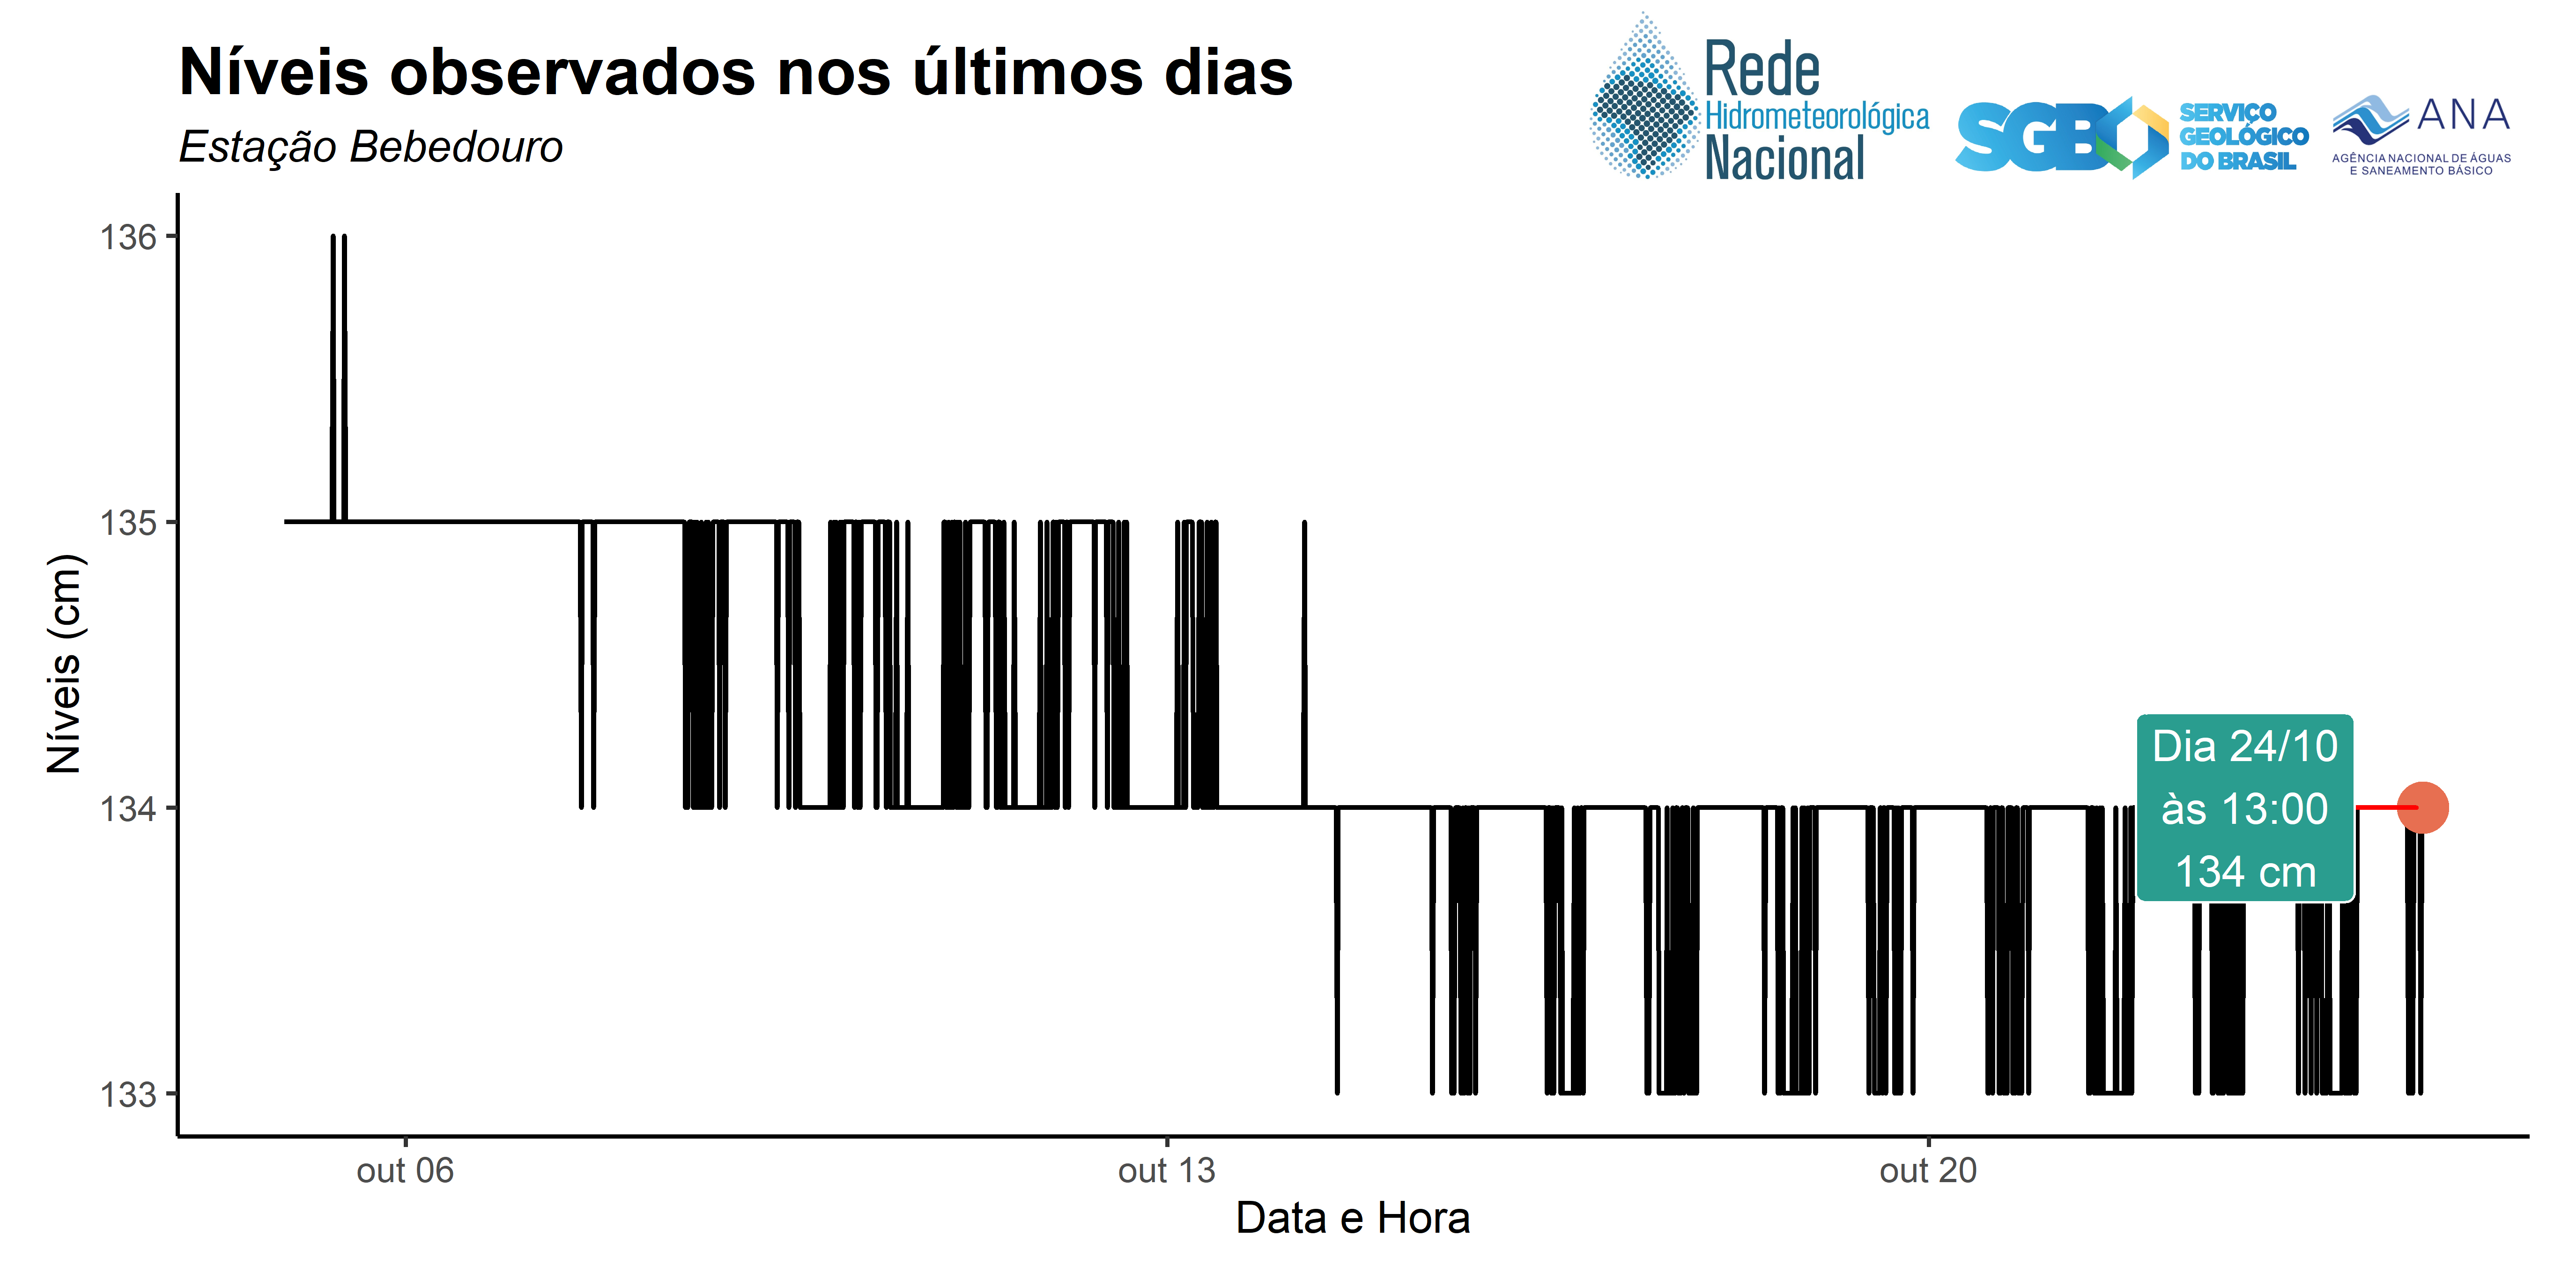 Níveis observados nos últimos dias
Estação Bebedouro
Rede
Hidrometeorológica
Nacional
SGB
SERVIÇO
GEOLÓGICO
DO BRASIL
ANA
AGÊNCIA NACIONAL DE ÁGUAS
E SANEAMENTO BÁSICO
136
135
134
133
Níveis (cm)
Dia 24/10
às 13:00
134 cm
out 06
out 13
out 20
Data e Hora